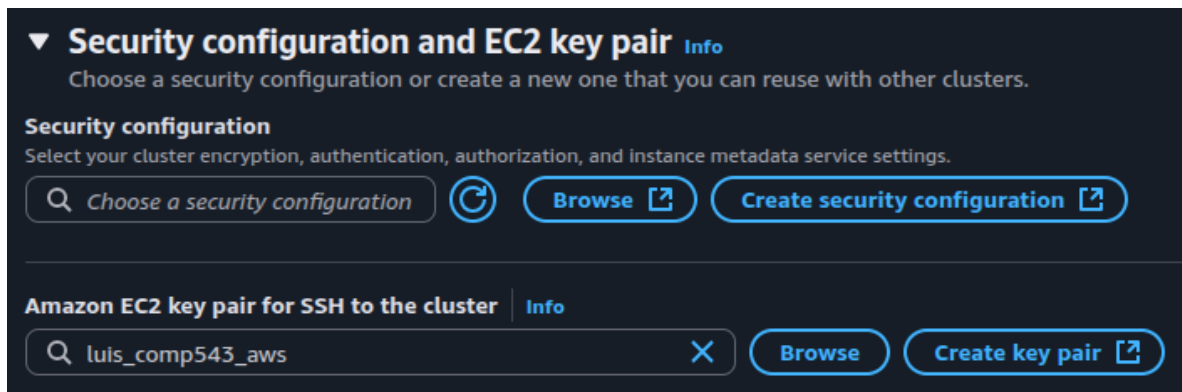 Security configuration and EC2 key pair Info
Choose a security configuration or create a new one that you can reuse with other clusters.
Security configuration
Select your cluster encryption, authentication, authorization, and instance metadata service settings.
Choose a security configuration Browse Create security configuration
Amazon EC2 key pair for SSH to the cluster Info
luis_comp543_aws Browse Create key pair